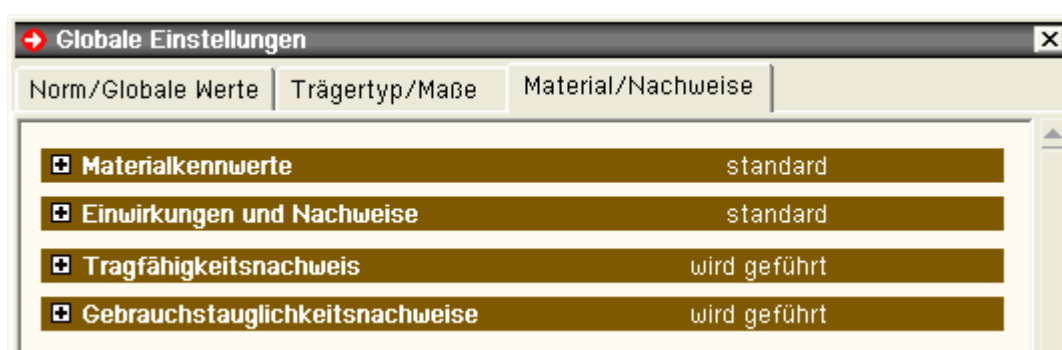 Globale Einstellungen
Norm/Globale Werte Trägertyp/Maße Material/Nachweise
Materialkennwerte standard
Einwirkungen und Nachweise standard
Tragfähigkeitsnachweis wird geführt
Gebrauchstauglichkeitsnachweise wird geführt